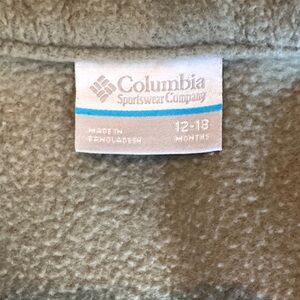 Columbia
Sportswear Company
MADE IN
BANGLADESH
12-18
MONTHS